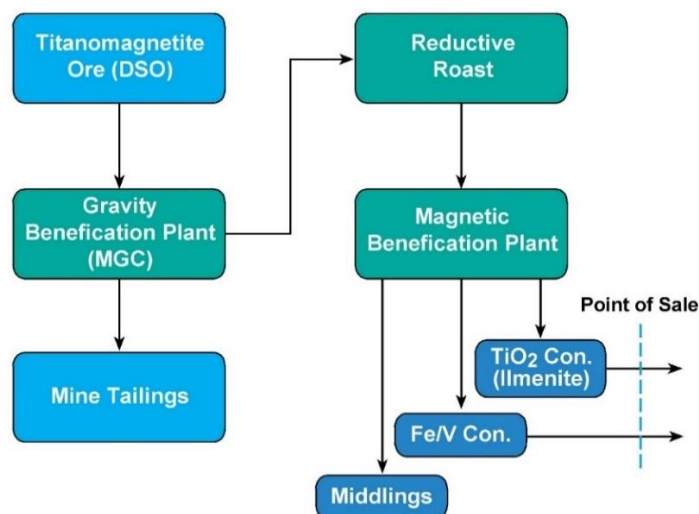 Titanomagnetite
Ore (DSO)
Reductive
Roast
Gravity
Benefication Plant
(MGC)
Magnetic
Benefication Plant
Point of Sale
TiO₂ Con.
(Ilmenite)
Mine Tailings
Fe/V Con.
Middlings